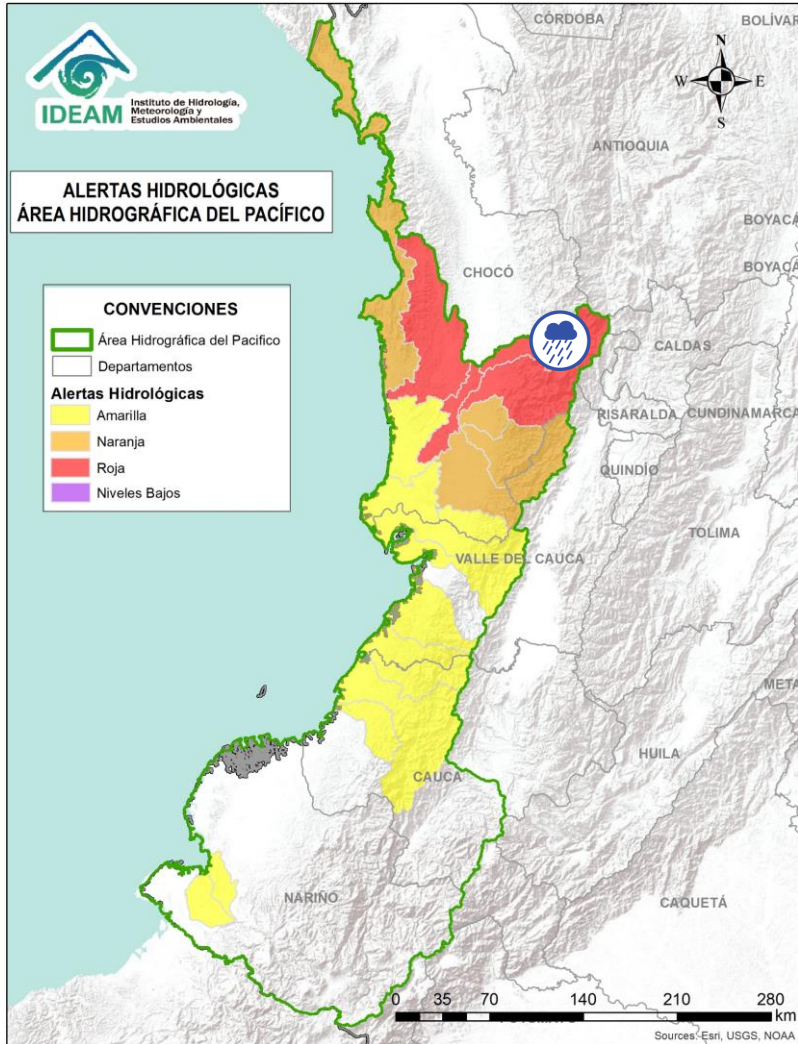 IDEAM
Instituto de Hidrología,
Meteorología y
Estudios Ambientales
ALERTAS HIDROLÓGICAS
ÁREA HIDROGRÁFICA DEL PACÍFICO
CONVENCIONES
Área Hidrográfica del Pacifico
Departamentos
Alertas Hidrológicas
Amarilla
Naranja
Roja
Niveles Bajos
N
W E
S
CÓRDOBA
BOLÍVAR
ANTIOQUIA
BOYACÁ
CHOCÓ
BOYACÁ
CALDAS
RISARALDA
CUNDINAMARCA
QUINDÍO
TOLIMA
VALLE DEL CAUCA
META
HUILA
CAUCA
NARIÑO
CAQUETÁ
0 35 70 140 210 280
km
Sources: Esri, USGS, NOAA